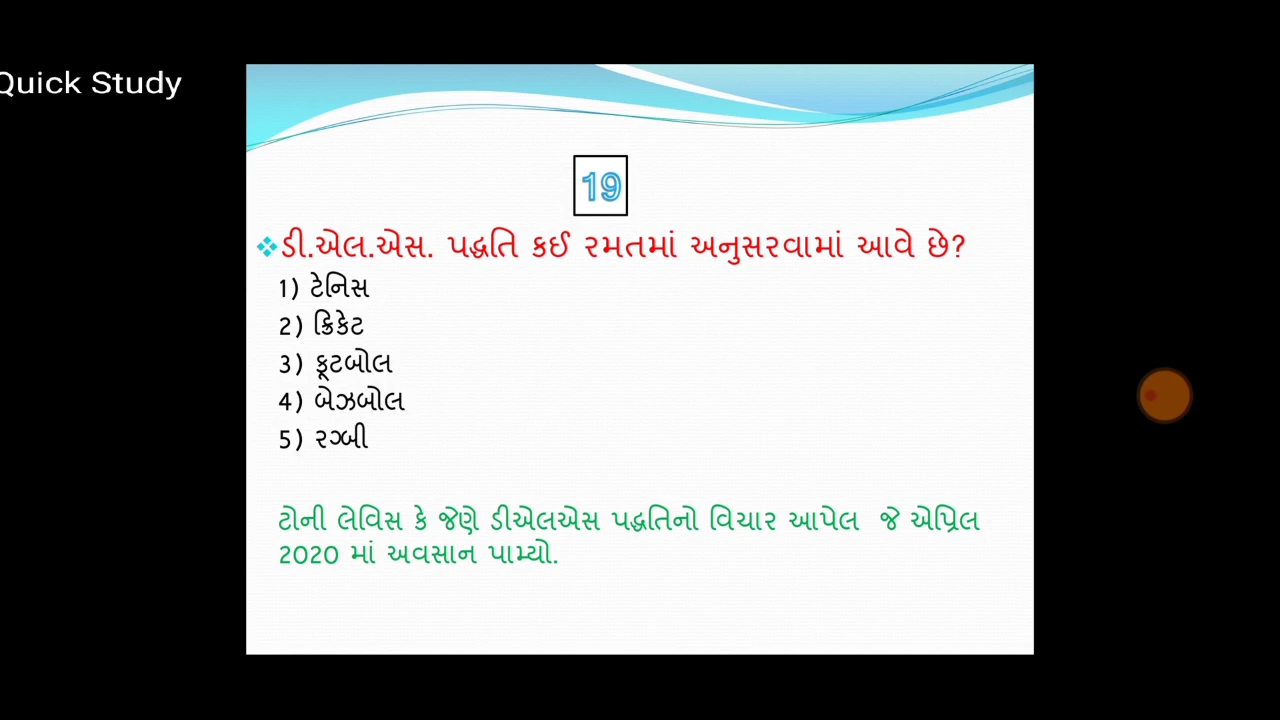 Quick Study
19
ડી.એલ.એસ. પદ્ધતિ કઈ રમતમાં અનુસરવામાં આવે છે?
1) ટેનિસ
2) ક્રિકેટ
3) ફૂટબોલ
4) બેઝબોલ
5) રગ્બી
ટોની લેવિસ કે જેણે ડીએલએસ પદ્ધતિનો વિચાર આપેલ જે એપ્રિલ
2020 માં અવસાન પામ્યો.